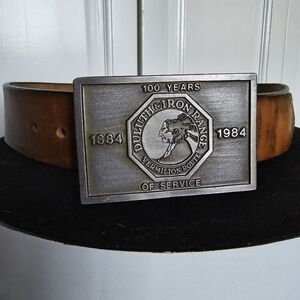 100 YEARS
1884 1984
DULUTH & IRON RANGE
VERMILION ROUTE
OF SERVICE